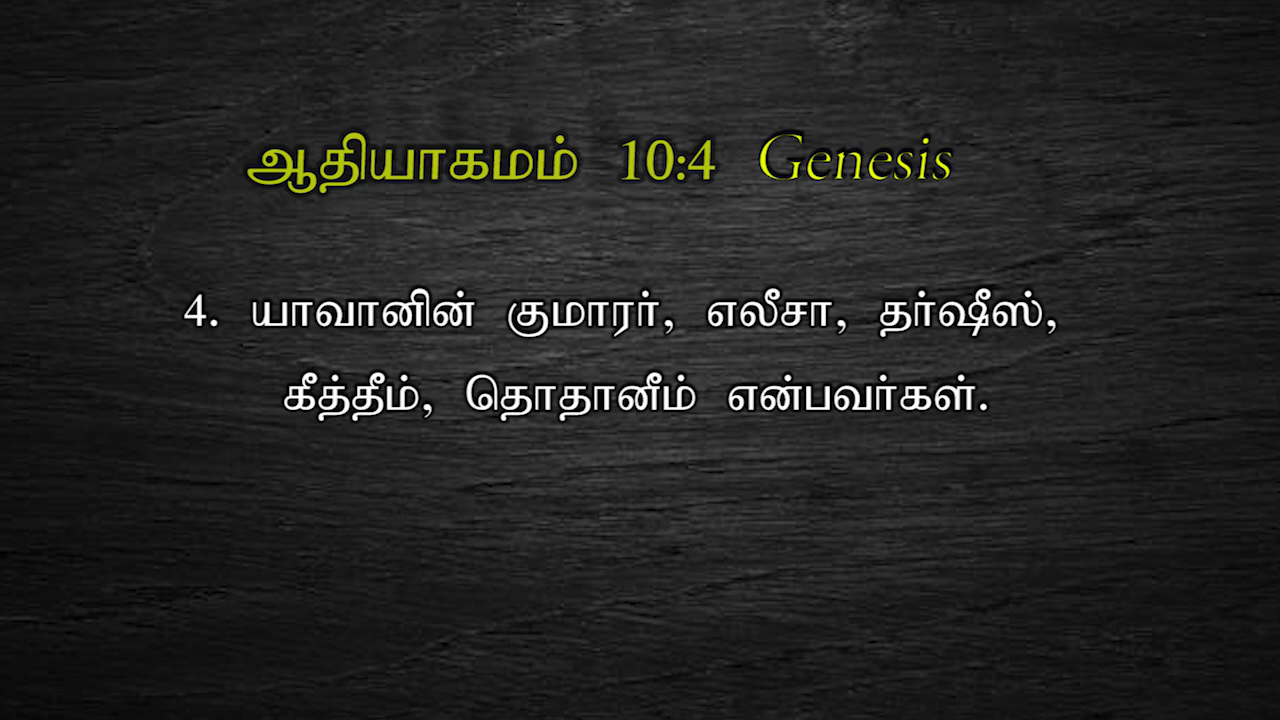 ஆதியாகமம் 10:4 Genesis
4. யாவானின் குமாரர், எலீசா, தர்ஷீஸ்,
கீத்தீம், தொதானீம் என்பவர்கள்.